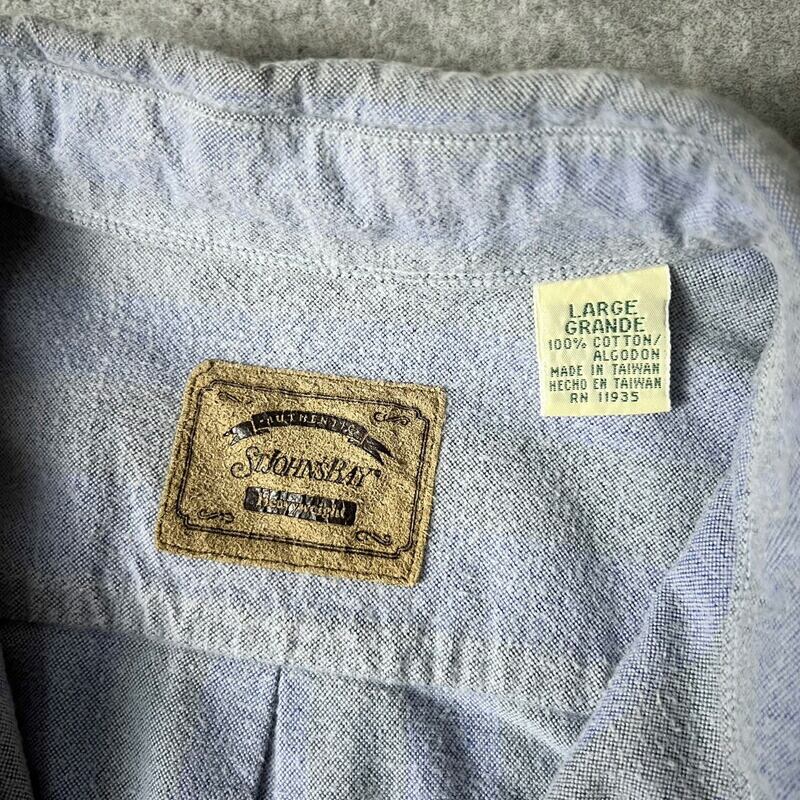 AUTHENTIC
ST JOHN'S BAY
LARGE
GRANDE
100% COTTON/
ALGODON
MADE IN TAIWAN
HECHO EN TAIWAN
RN 11935